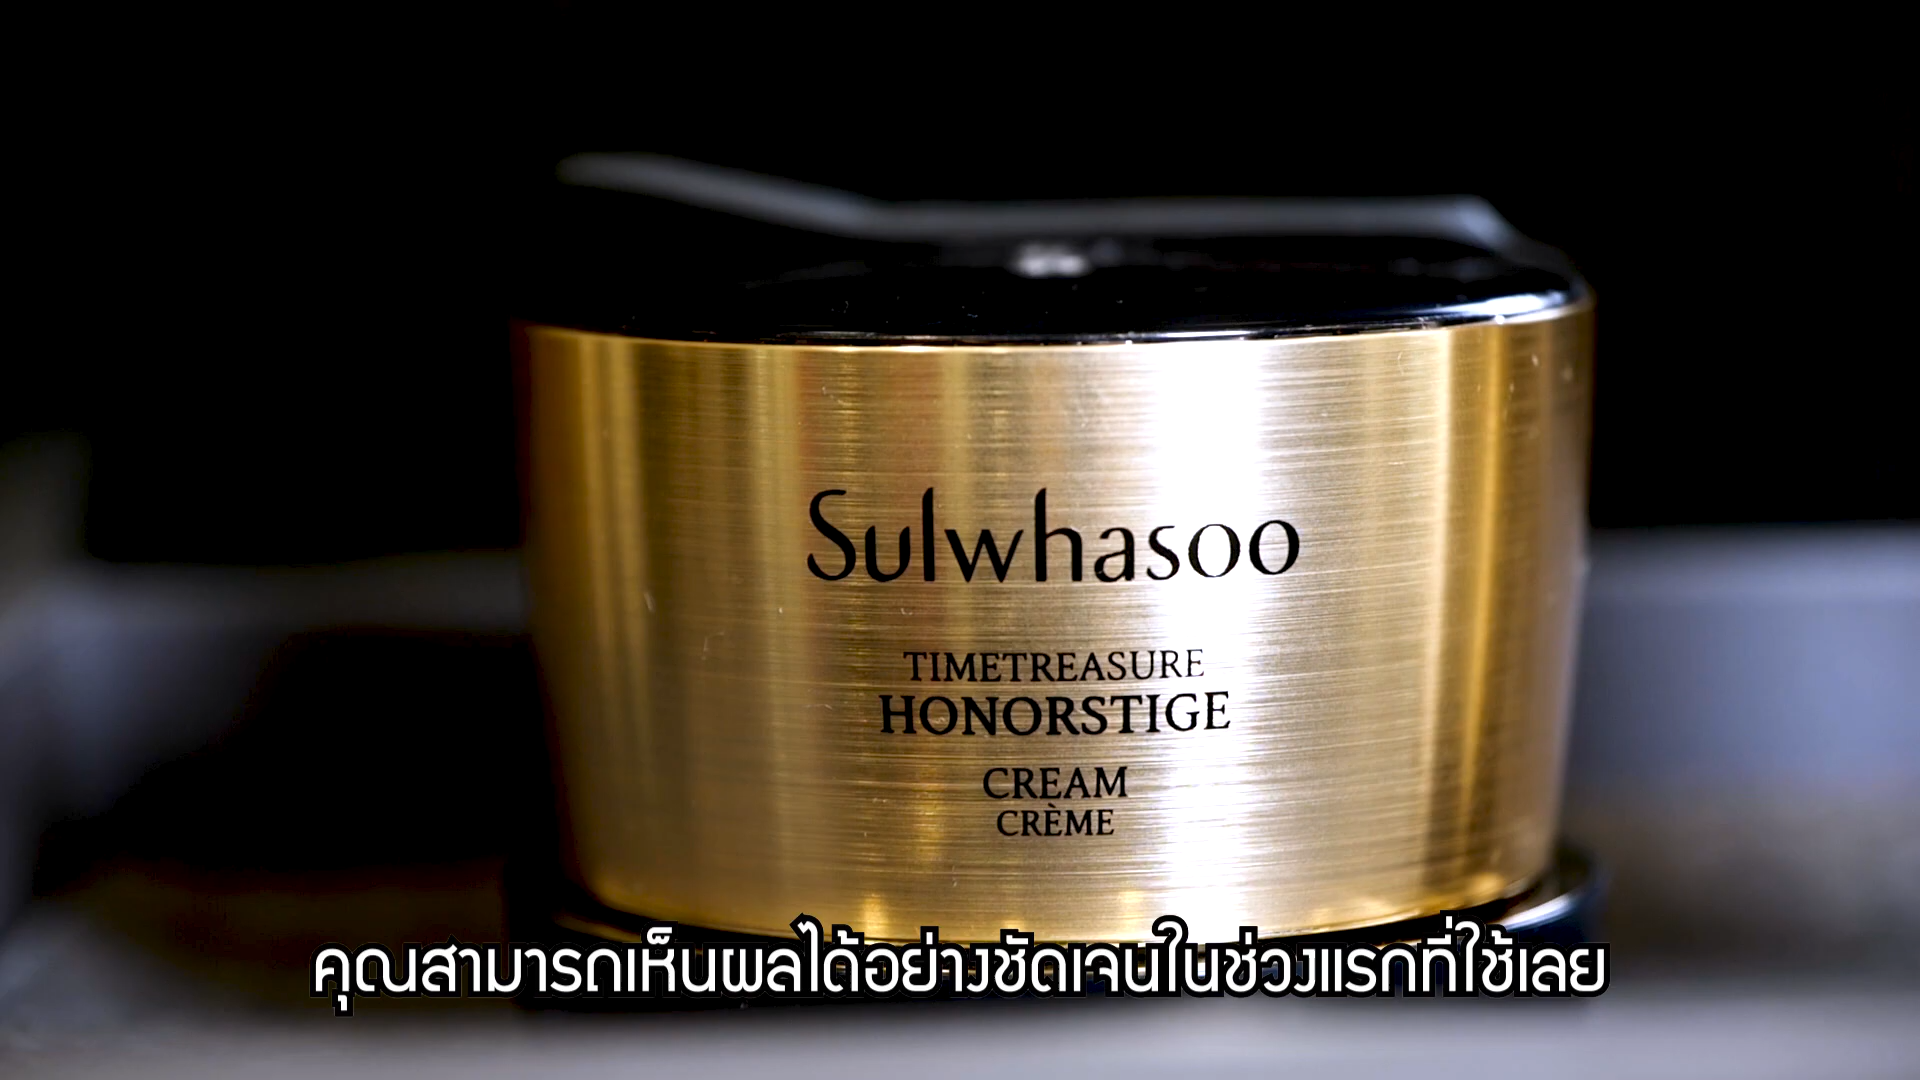 Sulwhasoo
TIMETREASURE
HONORSTIGE
CREAM
CRÈME
คุณสามารถเห็นผลได้อย่างชัดเจนในช่วงแรกที่ใช้เลย